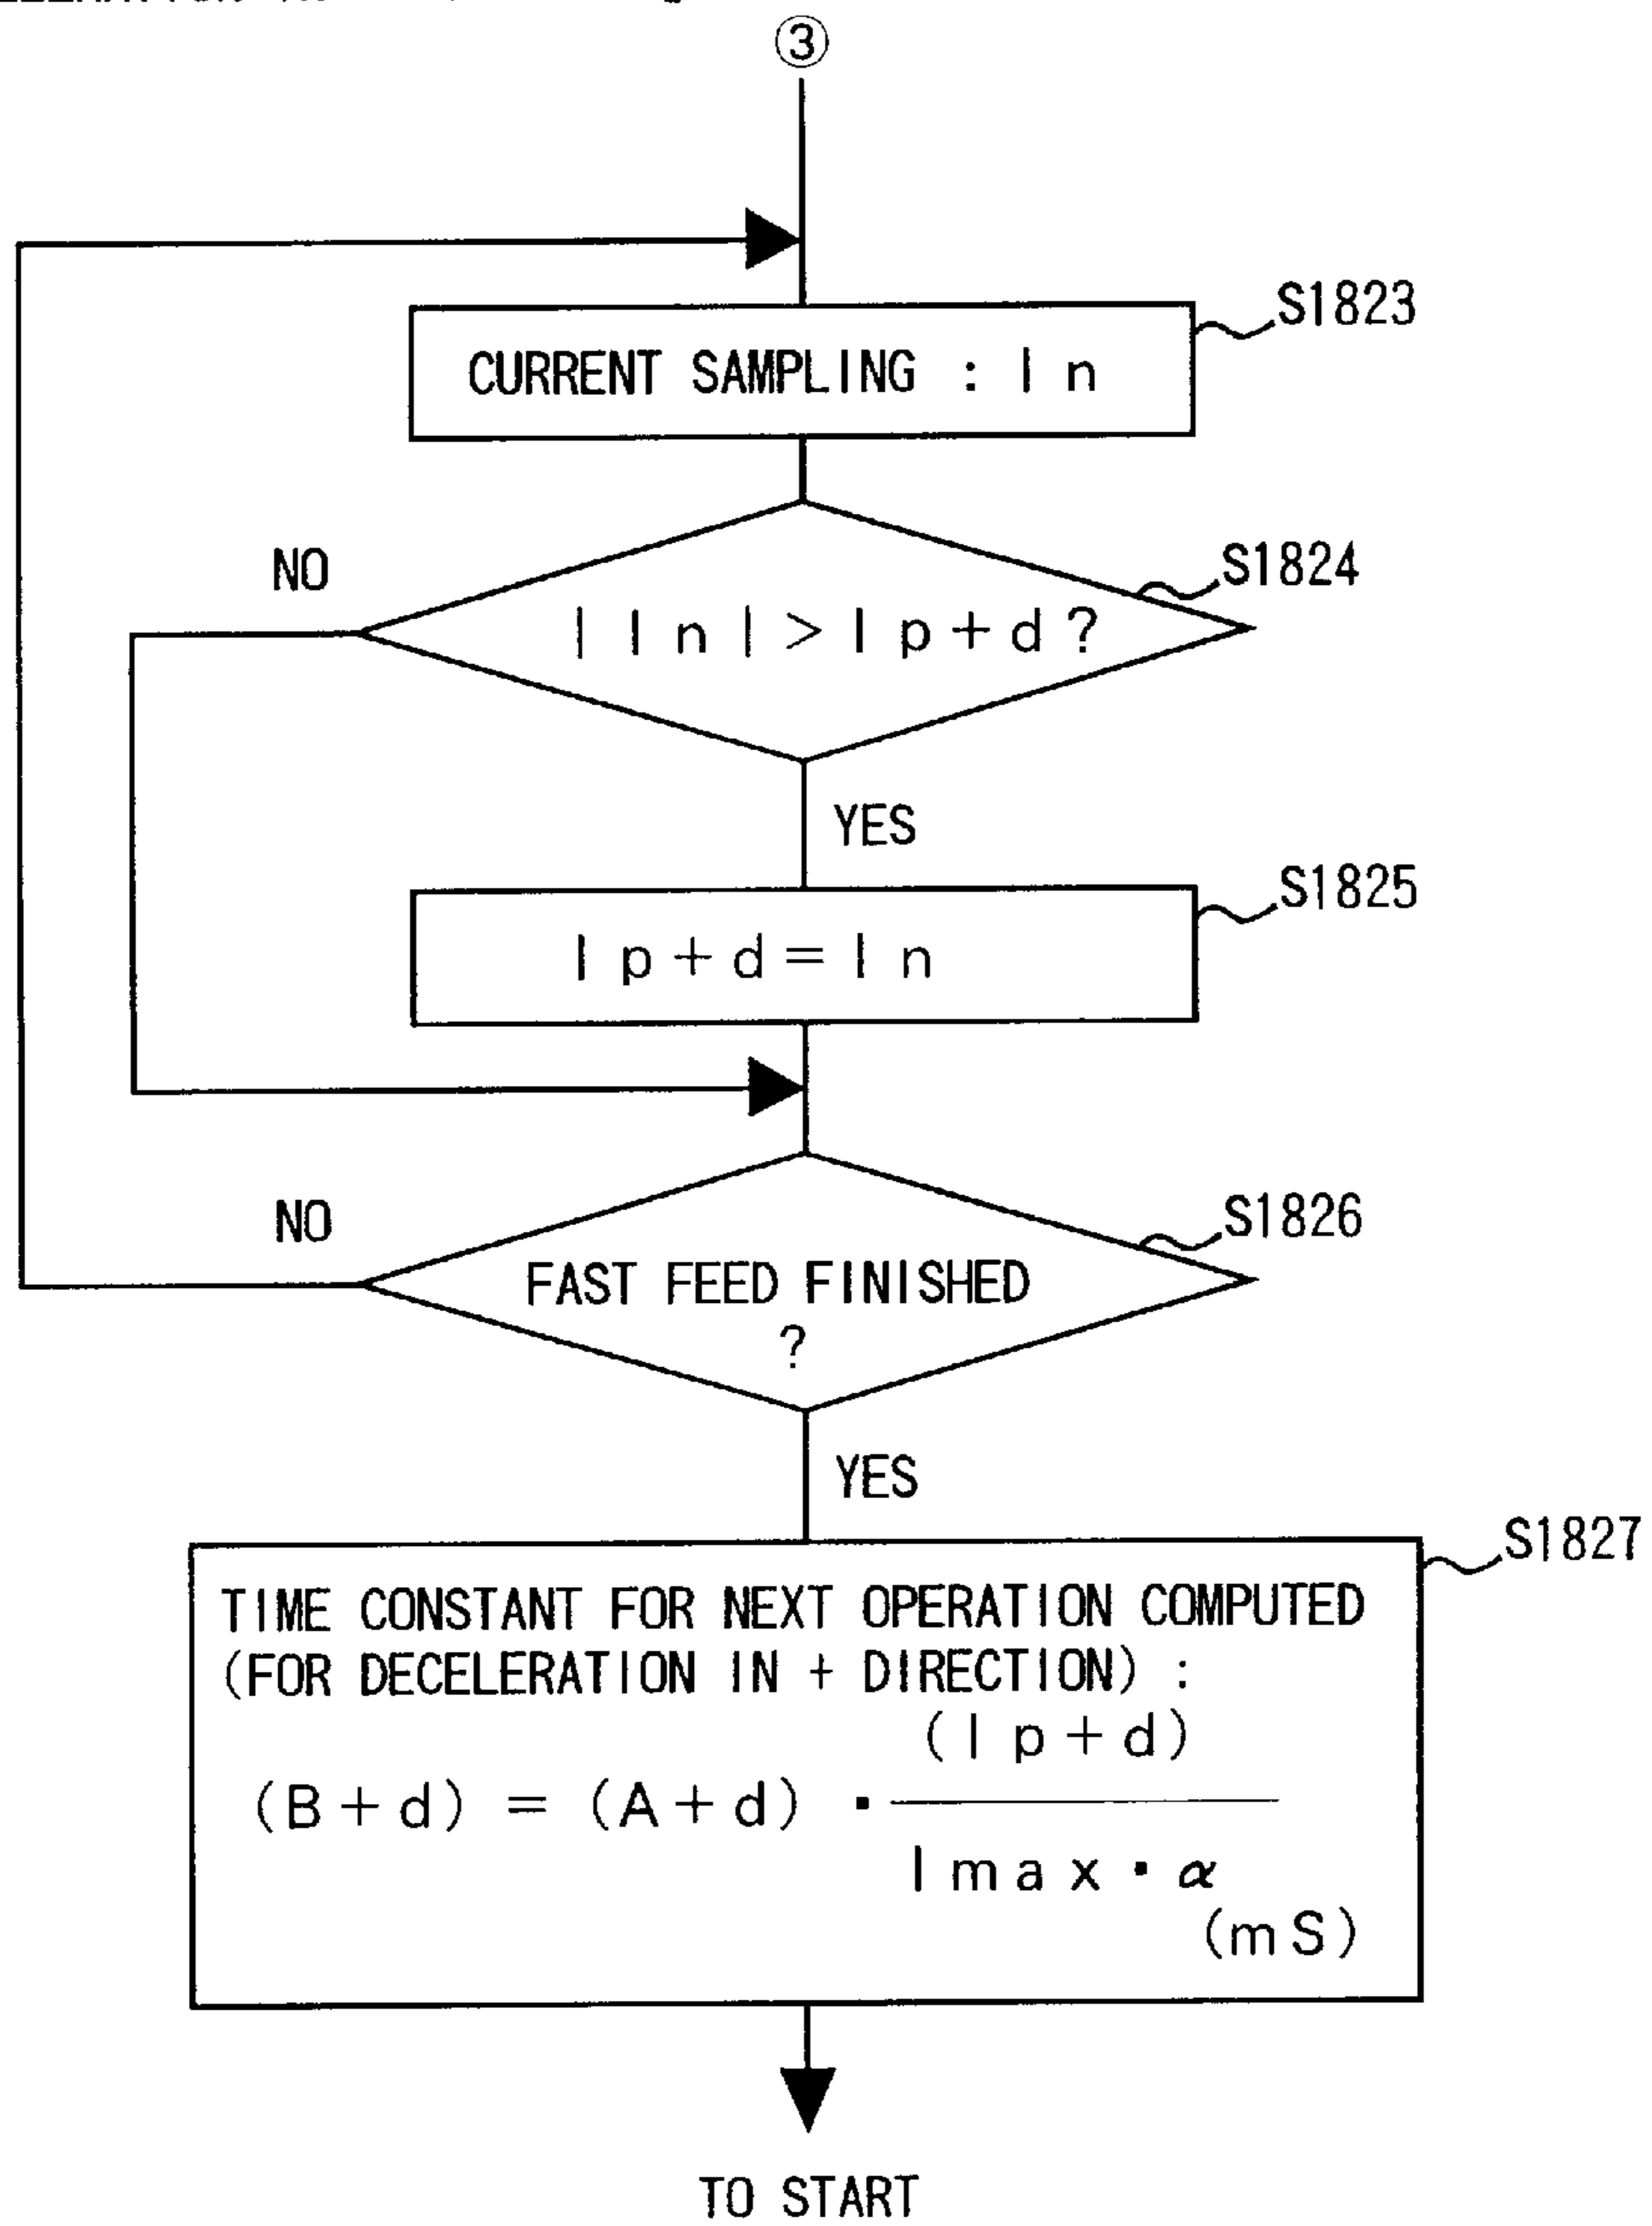 ③
S1823
CURRENT SAMPLING : I n
S1824
NO
| I n | > I p + d ?
YES
S1825
I p + d = I n
S1826
NO
FAST FEED FINISHED
?
YES
S1827
TIME CONSTANT FOR NEXT OPERATION COMPUTED
(FOR DECELERATION IN + DIRECTION) :
( I p + d )
( B + d ) = ( A + d ) ·
I m a x · α
( m S )
TO START